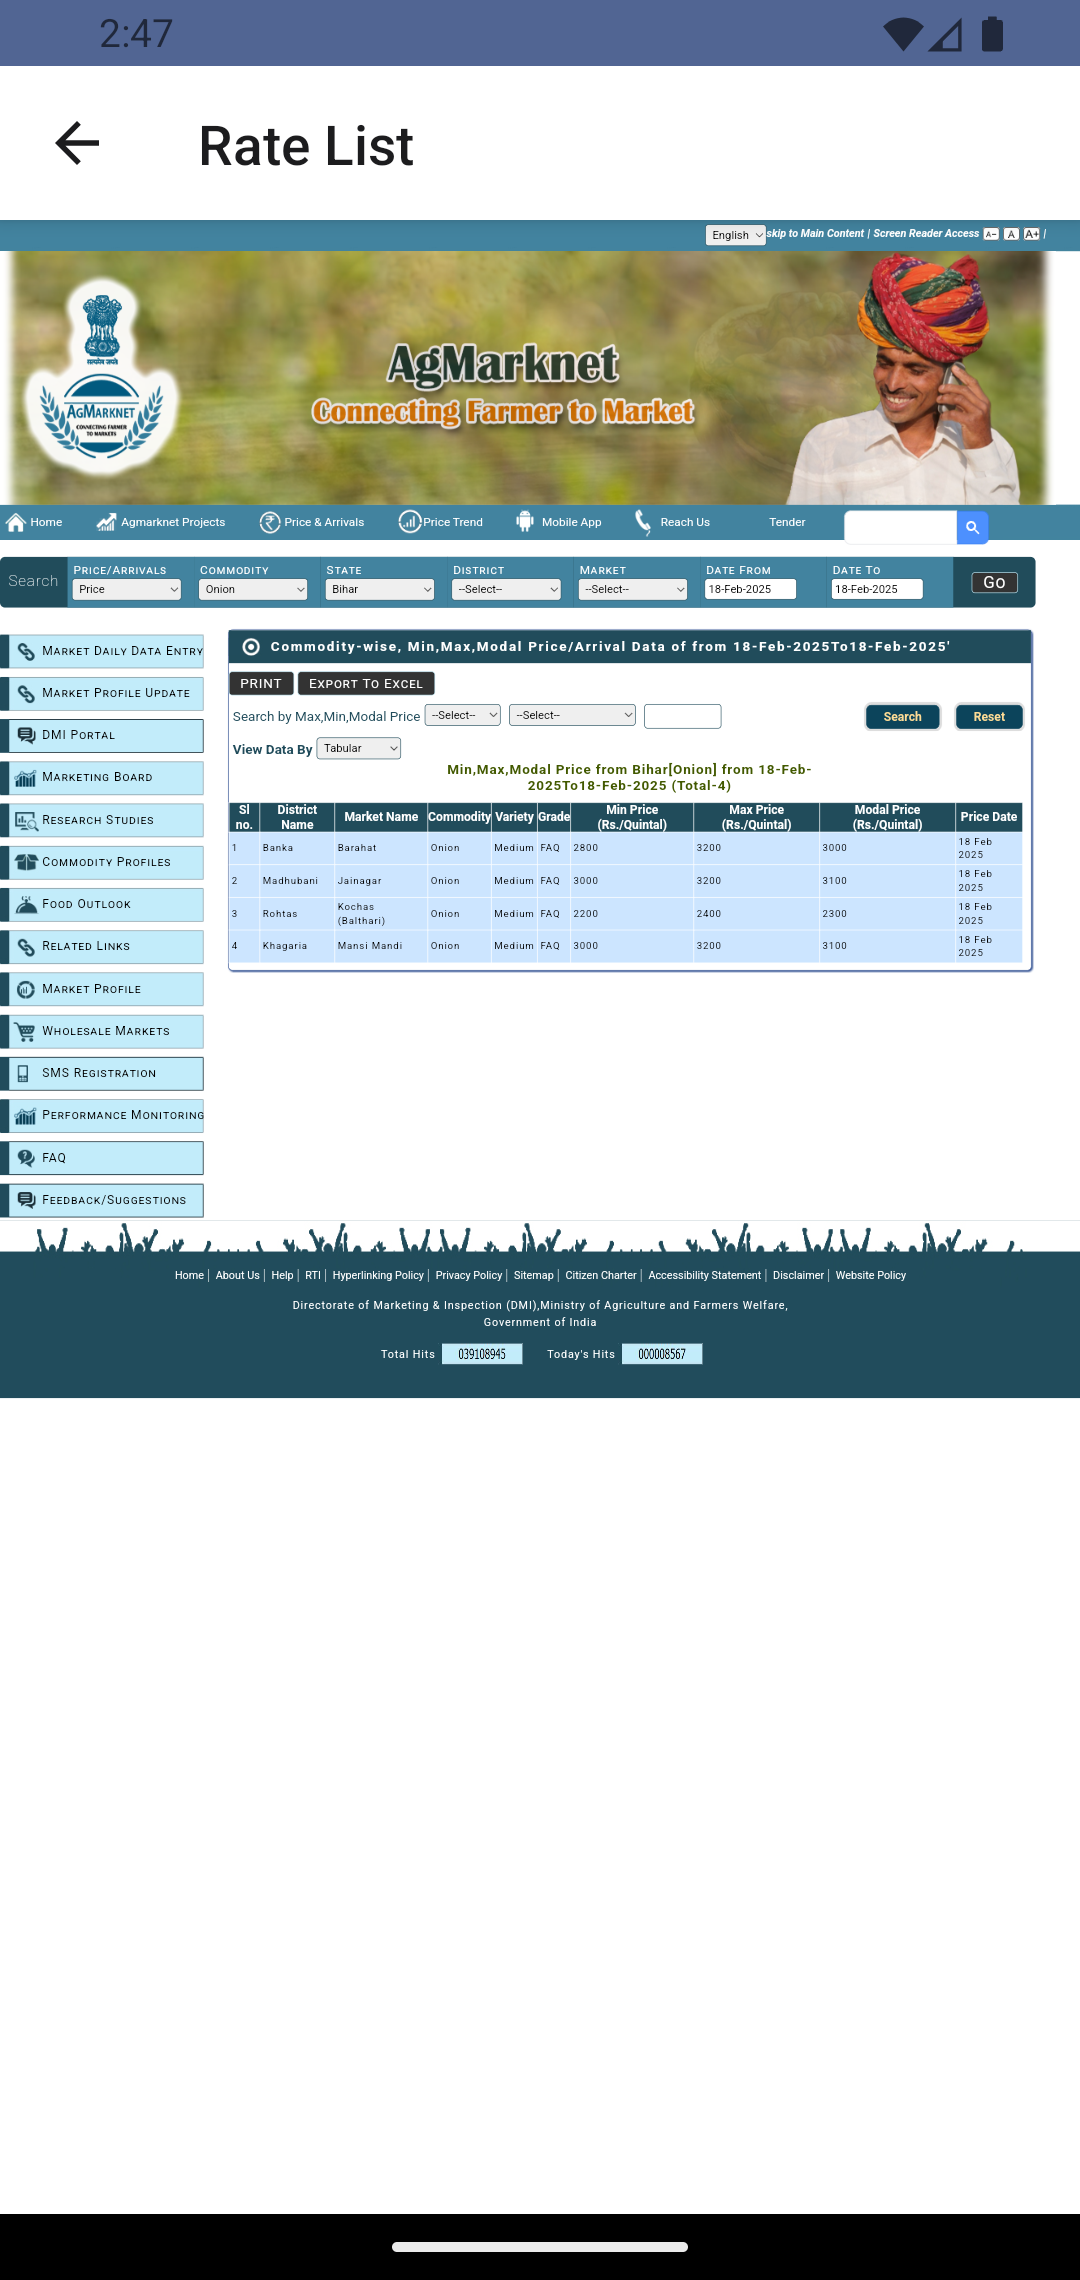 2:47
Rate List
English skip to Main Content | Screen Reader Access A- A A+ |
सत्यमेव जयते
AgMarknet
Connecting Farmer
to Markets
AgMarknet
Connecting Farmer to Market
Home Agmarknet Projects Price & Arrivals Price Trend Mobile App Reach Us Tender
Search
Price/Arrivals Commodity State District Market Date From Date To
Price Onion Bihar --Select-- --Select-- 18-Feb-2025 18-Feb-2025 Go
Market Daily Data Entry
Market Profile Update
DMI Portal
Marketing Board
Research Studies
Commodity Profiles
Food Outlook
Related Links
Market Profile
Wholesale Markets
SMS Registration
Performance Monitoring
FAQ
Feedback/Suggestions
Commodity-wise, Min,Max,Modal Price/Arrival Data of from 18-Feb-2025To18-Feb-2025'
Print Export To Excel
Search by Max,Min,Modal Price --Select-- --Select-- Search Reset
View Data By Tabular
Min,Max,Modal Price from Bihar[Onion] from 18-Feb-
2025To18-Feb-2025 (Total-4)
Sl no. District Name Market Name Commodity Variety Grade Min Price (Rs./Quintal) Max Price (Rs./Quintal) Modal Price (Rs./Quintal) Price Date
1 Banka Barahat Onion Medium FAQ 2800 3200 3000 18 Feb 2025
2 Madhubani Jainagar Onion Medium FAQ 3000 3200 3100 18 Feb 2025
3 Rohtas Kochas (Balthari) Onion Medium FAQ 2200 2400 2300 18 Feb 2025
4 Khagaria Mansi Mandi Onion Medium FAQ 3000 3200 3100 18 Feb 2025
Home | About Us | Help | RTI | Hyperlinking Policy | Privacy Policy | Sitemap | Citizen Charter | Accessibility Statement | Disclaimer | Website Policy
Directorate of Marketing & Inspection (DMI),Ministry of Agriculture and Farmers Welfare,
Government of India
Total Hits 039108945 Today's Hits 000008567